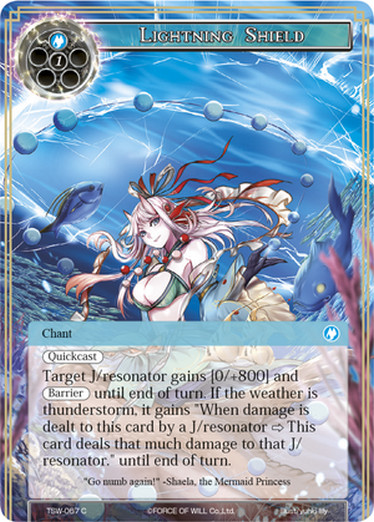 Lightning Shield
1
Chant
Quickcast
Target J/resonator gains [0/+800] and
Barrier until end of turn. If the weather is
thunderstorm, it gains "When damage is
dealt to this card by a J/resonator ⇨ This
card deals that much damage to that J/
resonator." until end of turn.
"Go numb again!" -Shaela, the Mermaid Princess
TSW-067 C
©FORCE OF WILL Co.,Ltd.